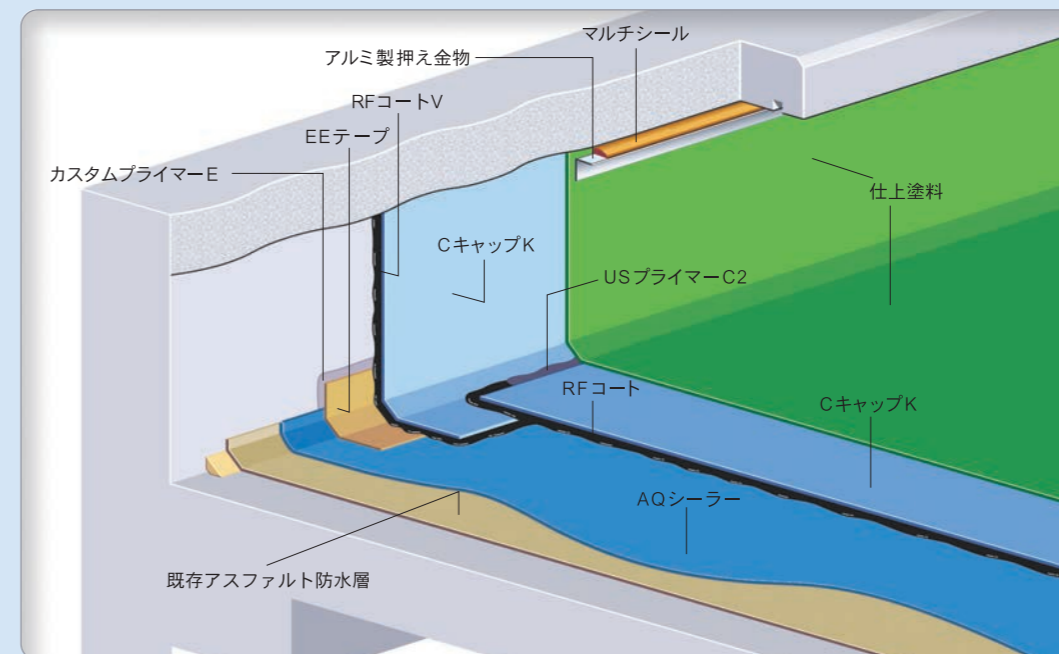 マルチシール
アルミ製押え金物
RFコートV
EEテープ
カスタムプライマーE
仕上塗料
CキャップK
USプライマーC2
RFコート
CキャップK
AQシーラー
既存アスファルト防水層